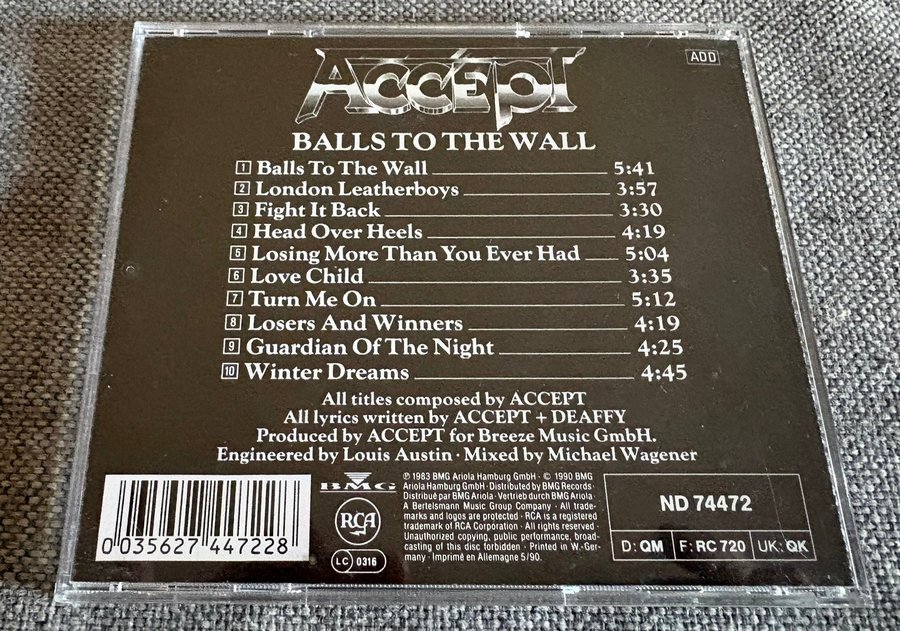 ACCEPT
ADD
BALLS TO THE WALL
1 Balls To The Wall 5:41
2 London Leatherboys 3:57
3 Fight It Back 3:30
4 Head Over Heels 4:19
5 Losing More Than You Ever Had 5:04
6 Love Child 3:35
7 Turn Me On 5:12
8 Losers And Winners 4:19
9 Guardian Of The Night 4:25
10 Winter Dreams 4:45
All titles composed by ACCEPT
All lyrics written by ACCEPT + DEAFFY
Produced by ACCEPT for Breeze Music GmbH.
Engineered by Louis Austin · Mixed by Michael Wagener
0 035627 447228
BMG
RCA
LC 0316
℗ 1983 BMG Ariola Hamburg GmbH · © 1990 BMG
Ariola Hamburg GmbH · Distributed by BMG Records
Distribué par BMG Ariola · Vertrieb durch BMG Ariola
A Bertelsmann Music Group Company · All trade-
marks and logos are protected · RCA is a registered
trademark of RCA Corporation · All rights reserved ·
Unauthorized copying, public performance, broad-
casting of this disc forbidden · Printed in W.-Ger-
many · Imprimé en Allemagne 5/90.
ND 74472
D: QM F: RC 720 UK: QK